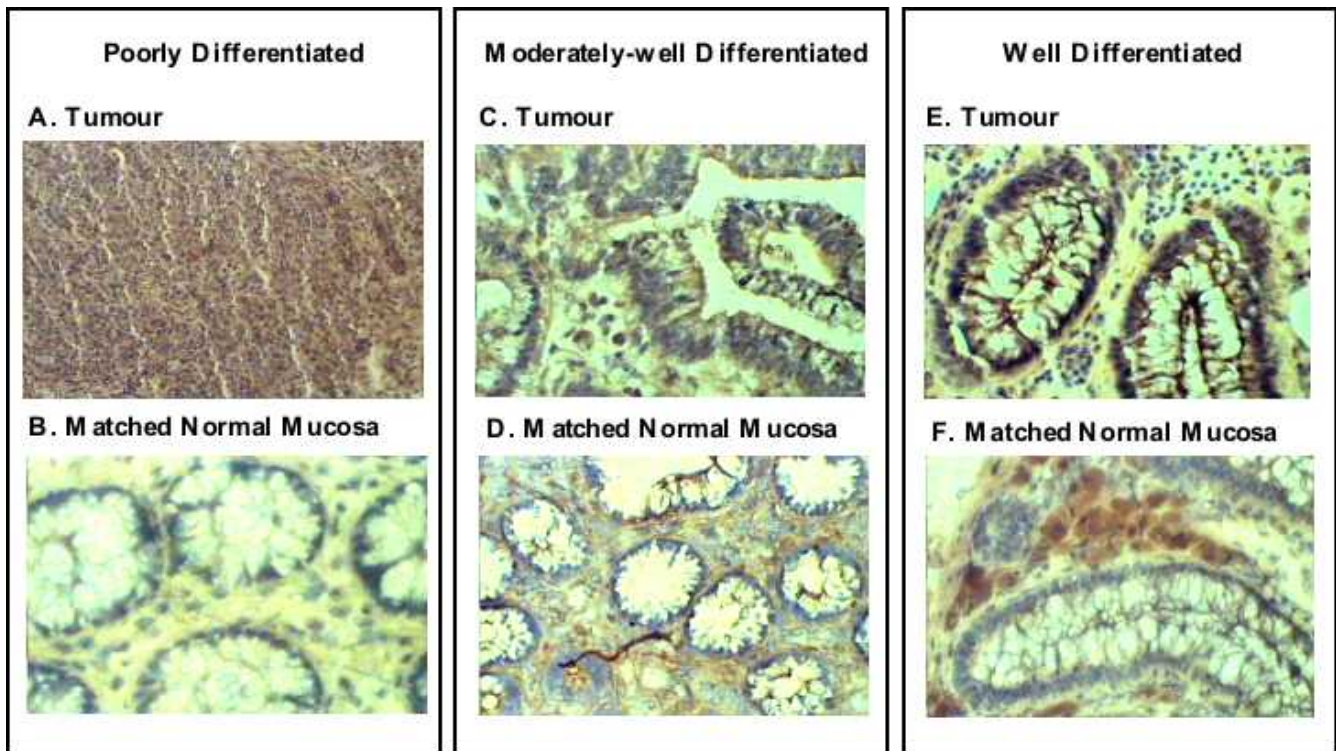 Poorly Differentiated
A. Tumour
B. Matched Normal Mucosa
Moderately-well Differentiated
C. Tumour
D. Matched Normal Mucosa
Well Differentiated
E. Tumour
F. Matched Normal Mucosa